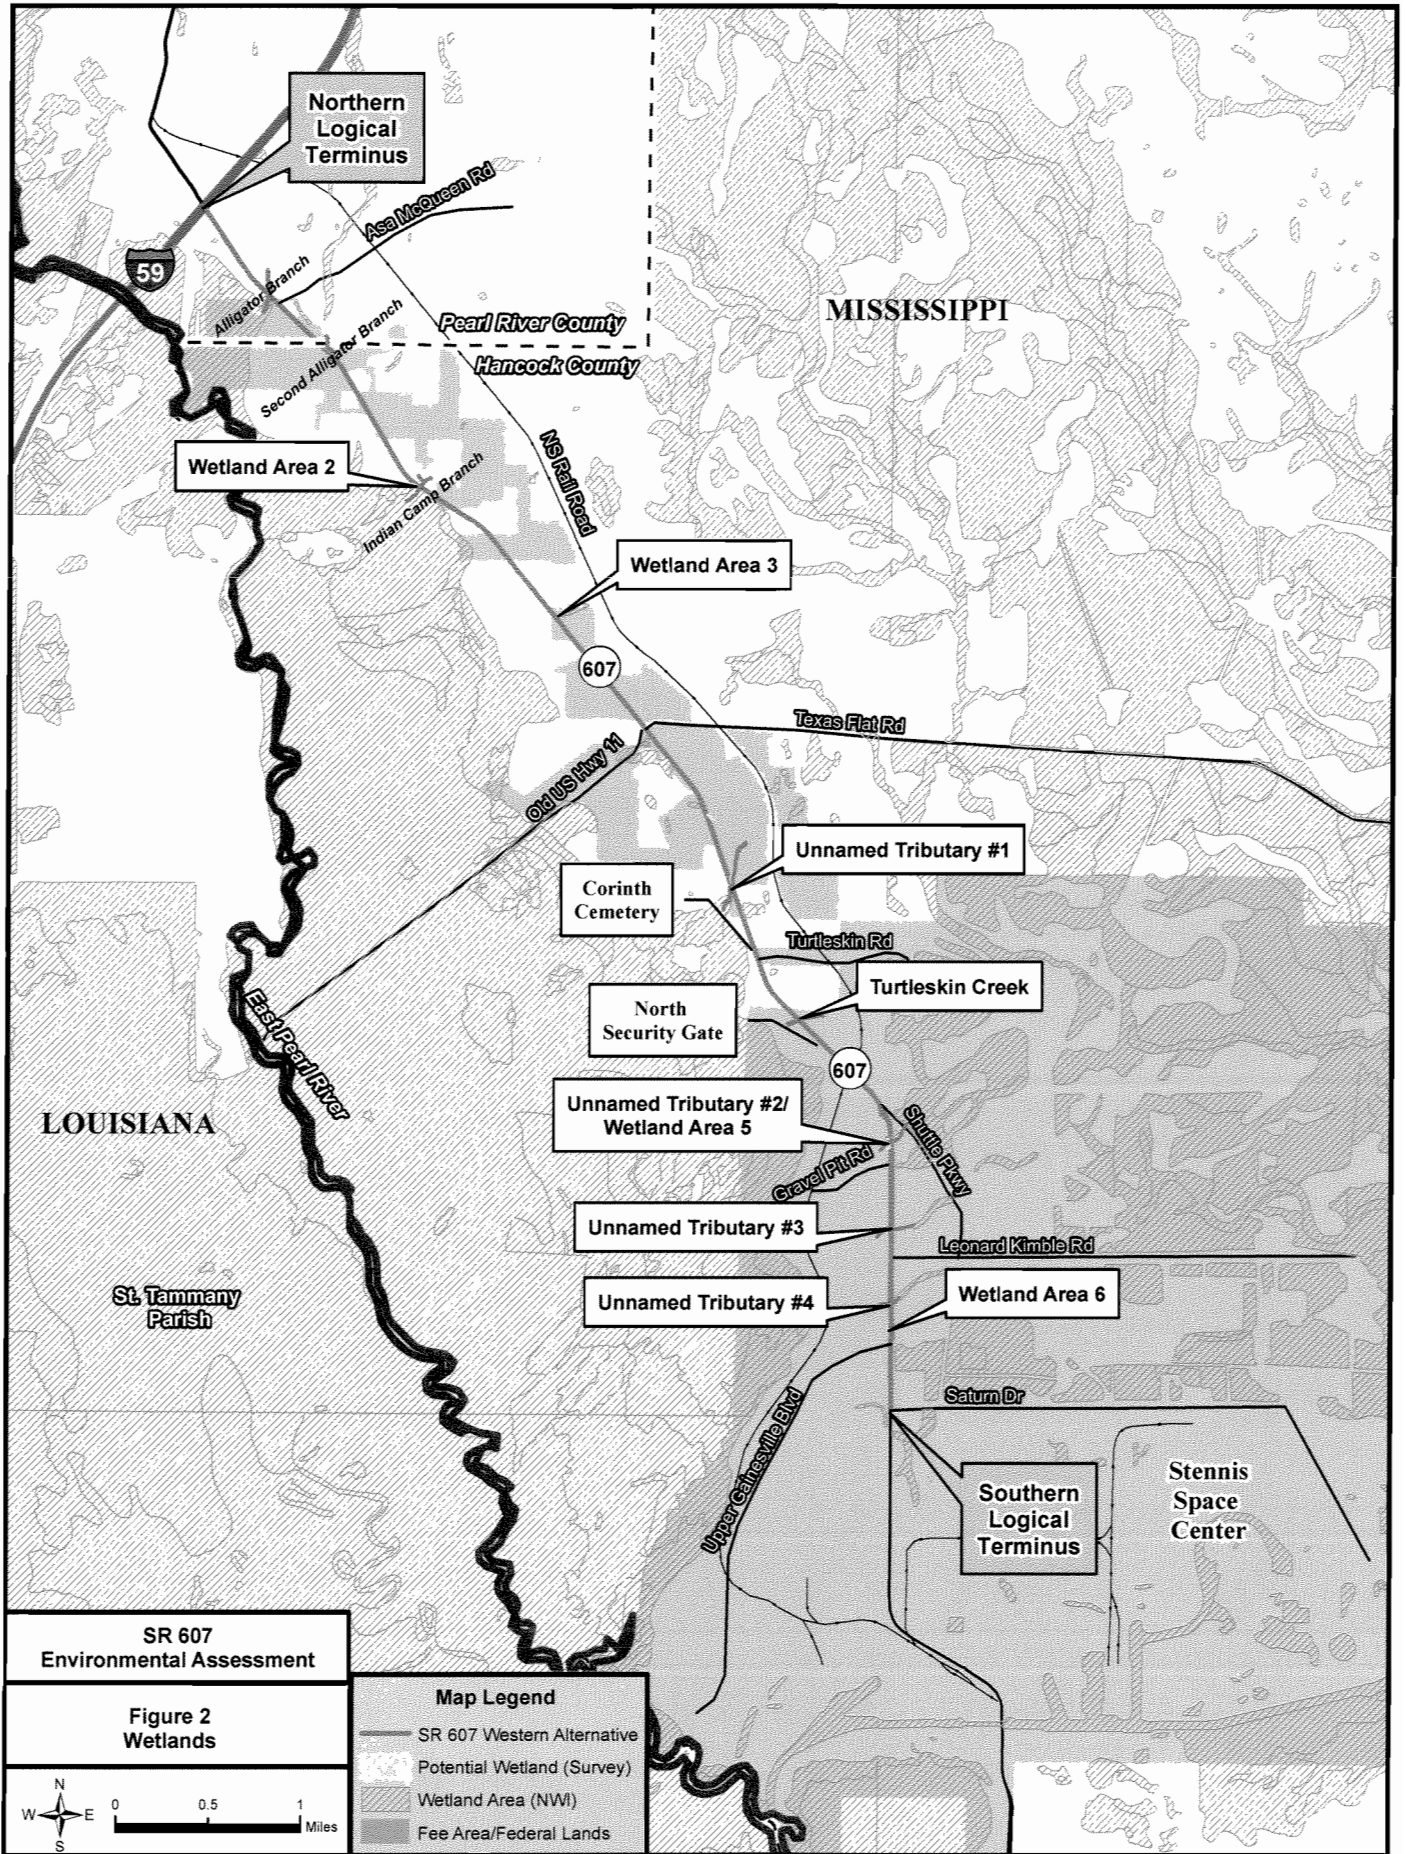 Northern
Logical
Terminus
Asa McQueen Rd
59
Alligator Branch
MISSISSIPPI
Pearl River County
Second Alligator Branch
Hancock County
Wetland Area 2
Indian Camp Branch
NS Rail Road
Wetland Area 3
607
Texas Flat Rd
Old US Hwy 11
Unnamed Tributary #1
Corinth
Cemetery
Turtleskin Rd
Turtleskin Creek
North
Security Gate
East Pearl River
607
LOUISIANA
Unnamed Tributary #2/
Wetland Area 5
Shuttle Pkwy
Gravel Pit Rd
Unnamed Tributary #3
Leonard Kimble Rd
St. Tammany
Parish
Unnamed Tributary #4
Wetland Area 6
Saturn Dr
Upper Gainesville Blvd
Southern
Logical
Terminus
Stennis
Space
Center
SR 607
Environmental Assessment
Figure 2
Wetlands
N
W
E
S
0
0.5
1
Miles
Map Legend
SR 607 Western Alternative
Potential Wetland (Survey)
Wetland Area (NWI)
Fee Area/Federal Lands